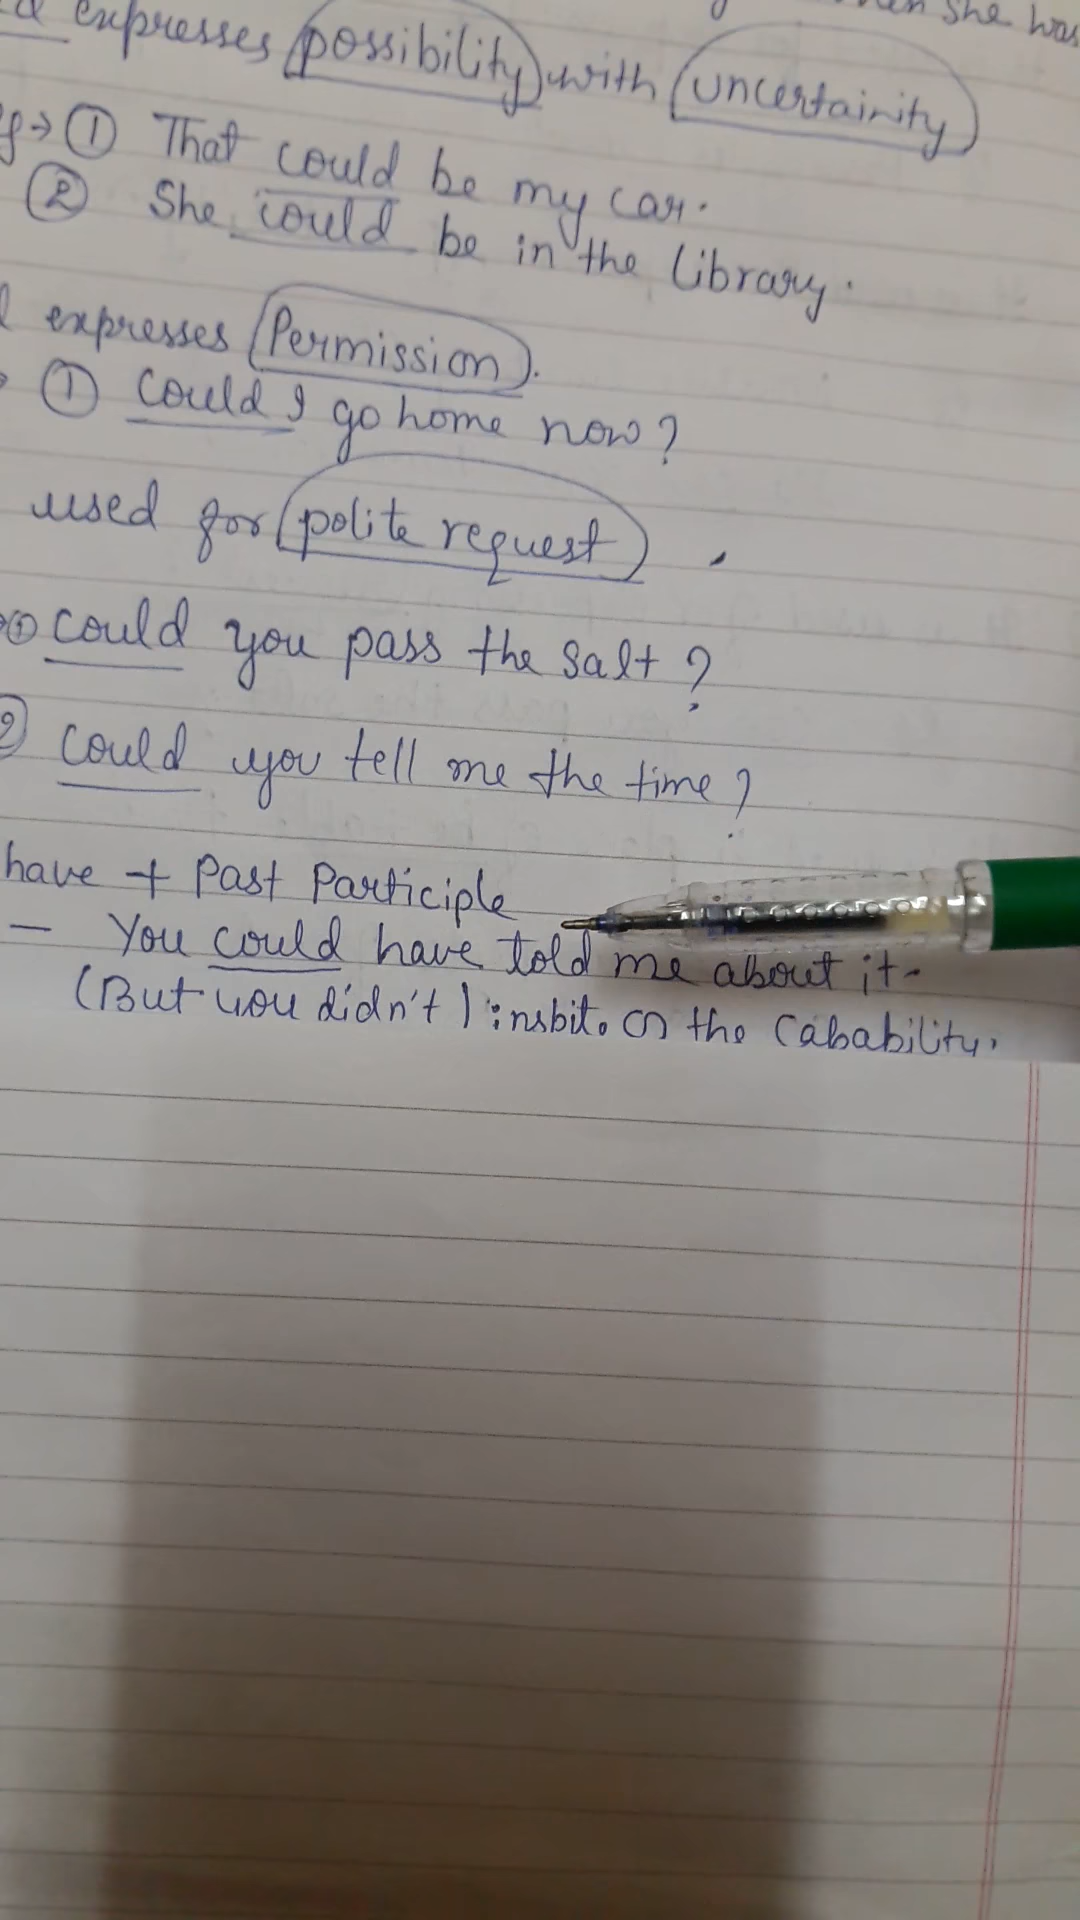 she was
expresses possibility with uncertainity
① That could be my car.
② She could be in the library.
expresses Permission.
① Could I go home now?
used for polite request
① Could you pass the salt?
② Could you tell me the time?
have + Past Participle
— You could have told me about it.
(But you didn't) the Cabability.